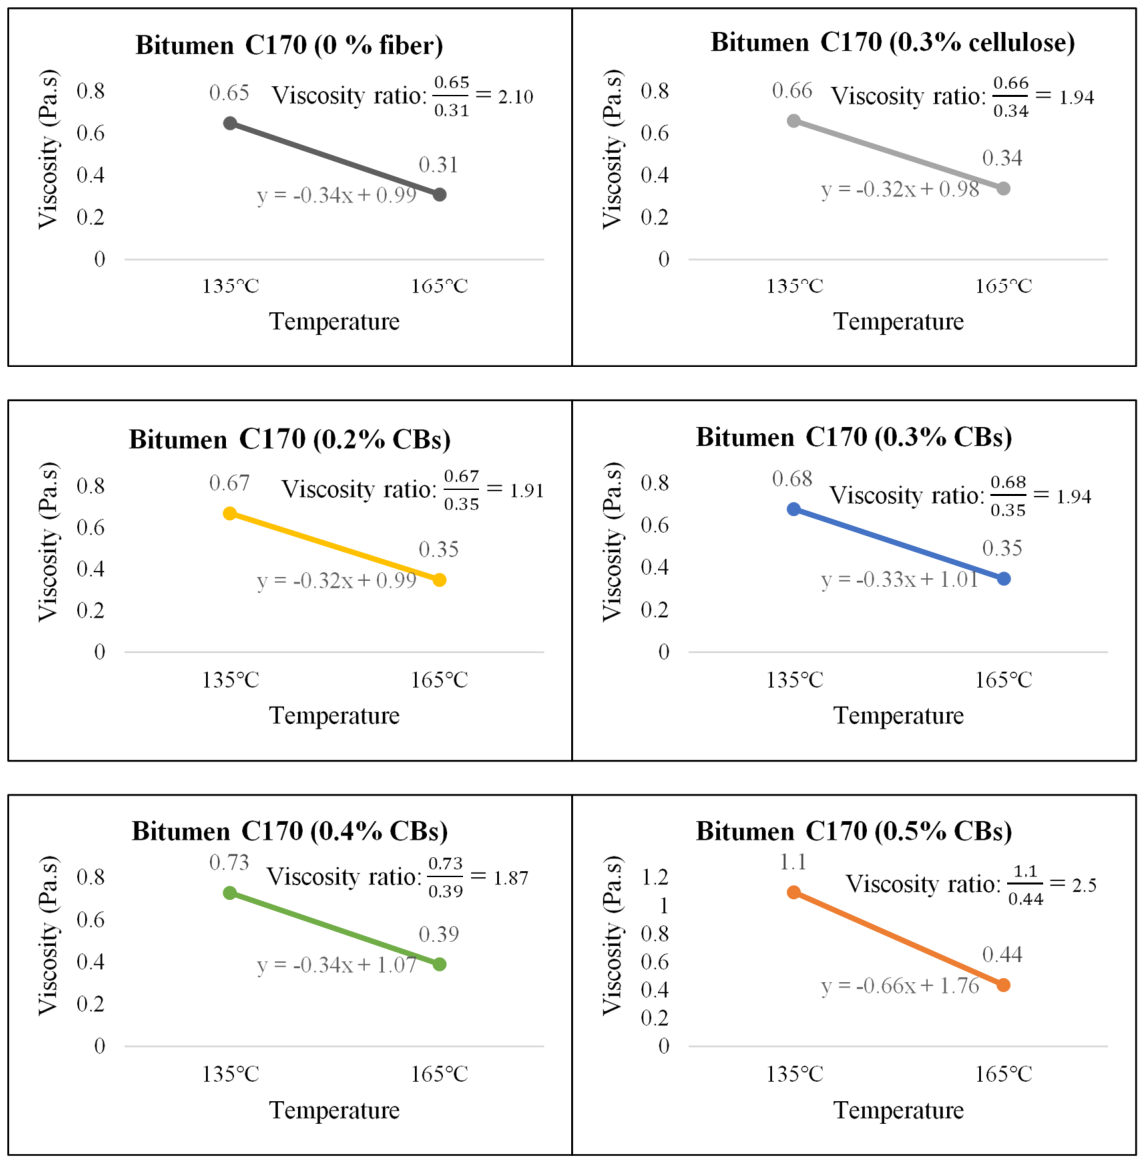 Bitumen C170 (0 % fiber)
Viscosity (Pa.s)
0.8
0.6
0.4
0.2
0
0.65
Viscosity ratio: 0.65/0.31 = 2.10
0.31
y = -0.34x + 0.99
135°C
165°C
Temperature
Bitumen C170 (0.3% cellulose)
Viscosity (Pa.s)
0.8
0.6
0.4
0.2
0
0.66
Viscosity ratio: 0.66/0.34 = 1.94
0.34
y = -0.32x + 0.98
135°C
165°C
Temperature
Bitumen C170 (0.2% CBs)
Viscosity (Pa.s)
0.8
0.6
0.4
0.2
0
0.67
Viscosity ratio: 0.67/0.35 = 1.91
0.35
y = -0.32x + 0.99
135°C
165°C
Temperature
Bitumen C170 (0.3% CBs)
Viscosity (Pa.s)
0.8
0.6
0.4
0.2
0
0.68
Viscosity ratio: 0.68/0.35 = 1.94
0.35
y = -0.33x + 1.01
135°C
165°C
Temperature
Bitumen C170 (0.4% CBs)
Viscosity (Pa.s)
0.8
0.6
0.4
0.2
0
0.73
Viscosity ratio: 0.73/0.39 = 1.87
0.39
y = -0.34x + 1.07
135°C
165°C
Temperature
Bitumen C170 (0.5% CBs)
Viscosity (Pa.s)
1.2
1
0.8
0.6
0.4
0.2
0
1.1
Viscosity ratio: 1.1/0.44 = 2.5
0.44
y = -0.66x + 1.76
135°C
165°C
Temperature